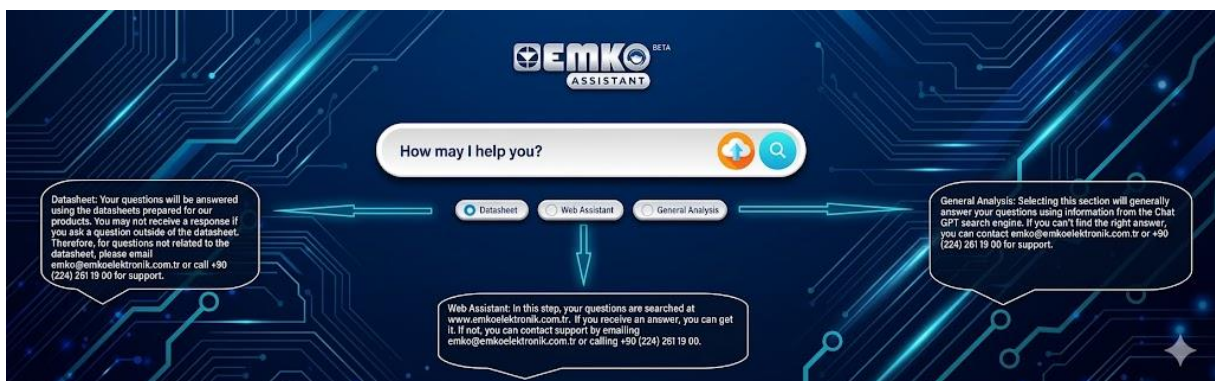 EMKO BETA
ASSISTANT
How may I help you?
Datasheet
Web Assistant
General Analysis
Datasheet: Your questions will be answered
using the datasheets prepared for our
products. You may not receive a response if
you ask a question outside of the datasheet.
Therefore, for questions not related to the
datasheet, please email
emko@emkoelektronik.com.tr or call +90
(224) 261 19 00 for support.
Web Assistant: In this step, your questions are searched at
www.emkoelektronik.com.tr. If you receive an answer, you can get
it. If not, you can contact support by emailing
emko@emkoelektronik.com.tr or calling +90 (224) 261 19 00.
General Analysis: Selecting this section will generally
answer your questions using information from the Chat
GPT search engine. If you can't find the right answer,
you can contact emko@emkoelektronik.com.tr or +90
(224) 261 19 00 for support.